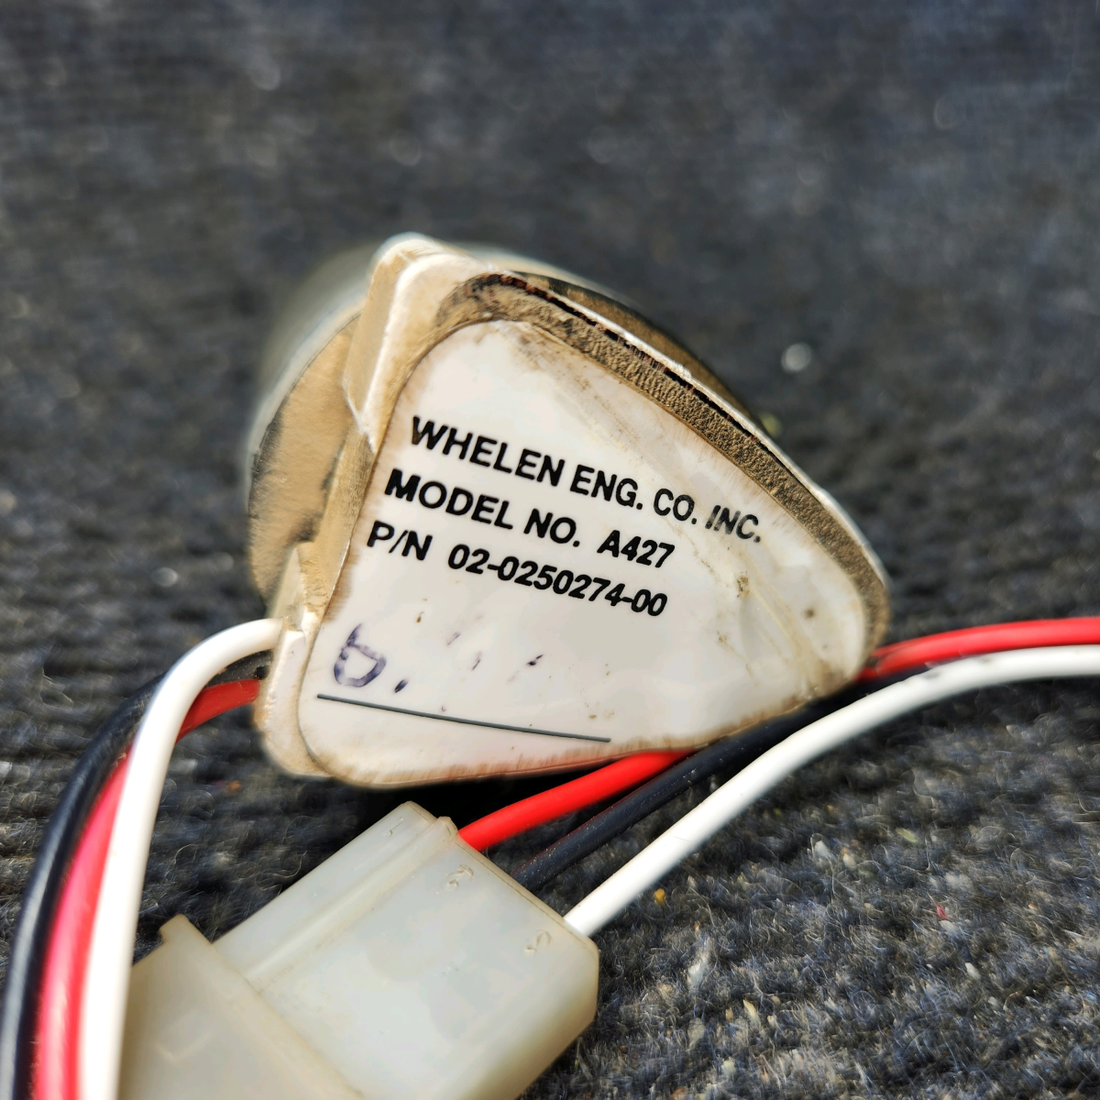 WHELEN ENG. CO. INC.
MODEL NO. A427
P/N 02-0250274-00